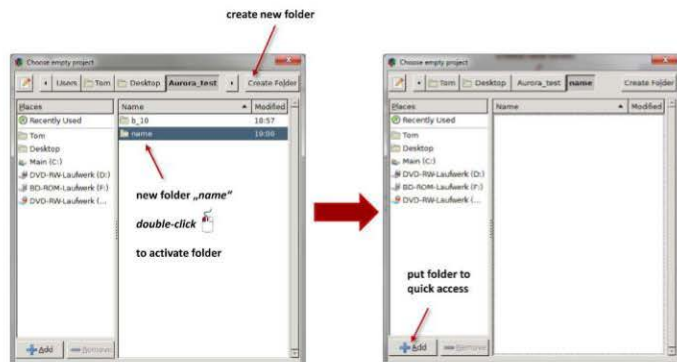 create new folder
Choose empty project
Users Tom Desktop Aurora_test Create Folder
Places
Recently Used
Tom
Desktop
Main (C:)
DVD-RW-Laufwerk (D:)
BD-ROM-Laufwerk (F:)
DVD-RW-Laufwerk (...
Add
Remove
Name Modified
b_10 18:57
name 19:00
new folder „name“
double-click
to activate folder
Choose empty project
Tom Desktop Aurora_test name Create Folder
Places
Recently Used
Tom
Desktop
Main (C:)
DVD-RW-Laufwerk (D:)
BD-ROM-Laufwerk (F:)
DVD-RW-Laufwerk (...
Name Modified
put folder to
quick access
Add
Remove